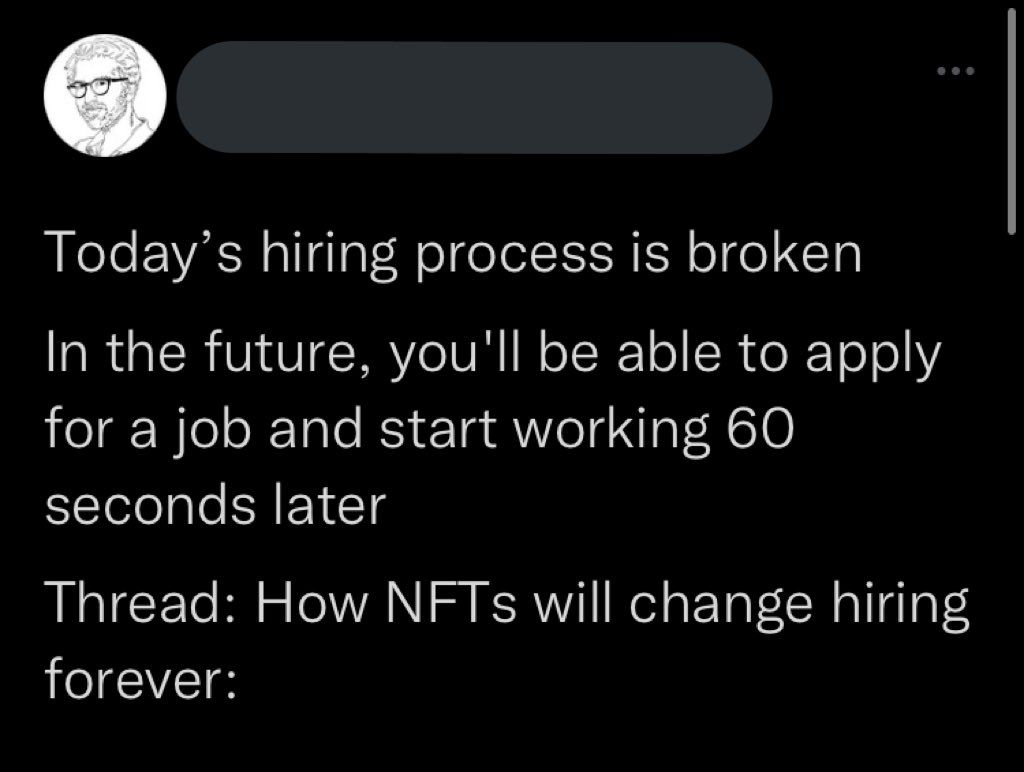 Today’s hiring process is broken
In the future, you'll be able to apply
for a job and start working 60
seconds later
Thread: How NFTs will change hiring
forever: